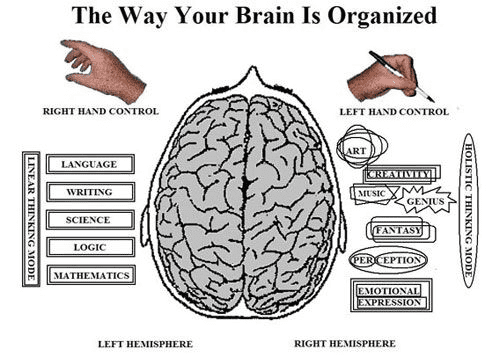 The Way Your Brain Is Organized
RIGHT HAND CONTROL
LEFT HAND CONTROL
LINEAR THINKING MODE
LANGUAGE
WRITING
SCIENCE
LOGIC
MATHEMATICS
ART
CREATIVITY
MUSIC
GENIUS
FANTASY
PERCEPTION
EMOTIONAL
EXPRESSION
HOLISTIC THINKING MODE
LEFT HEMISPHERE
RIGHT HEMISPHERE